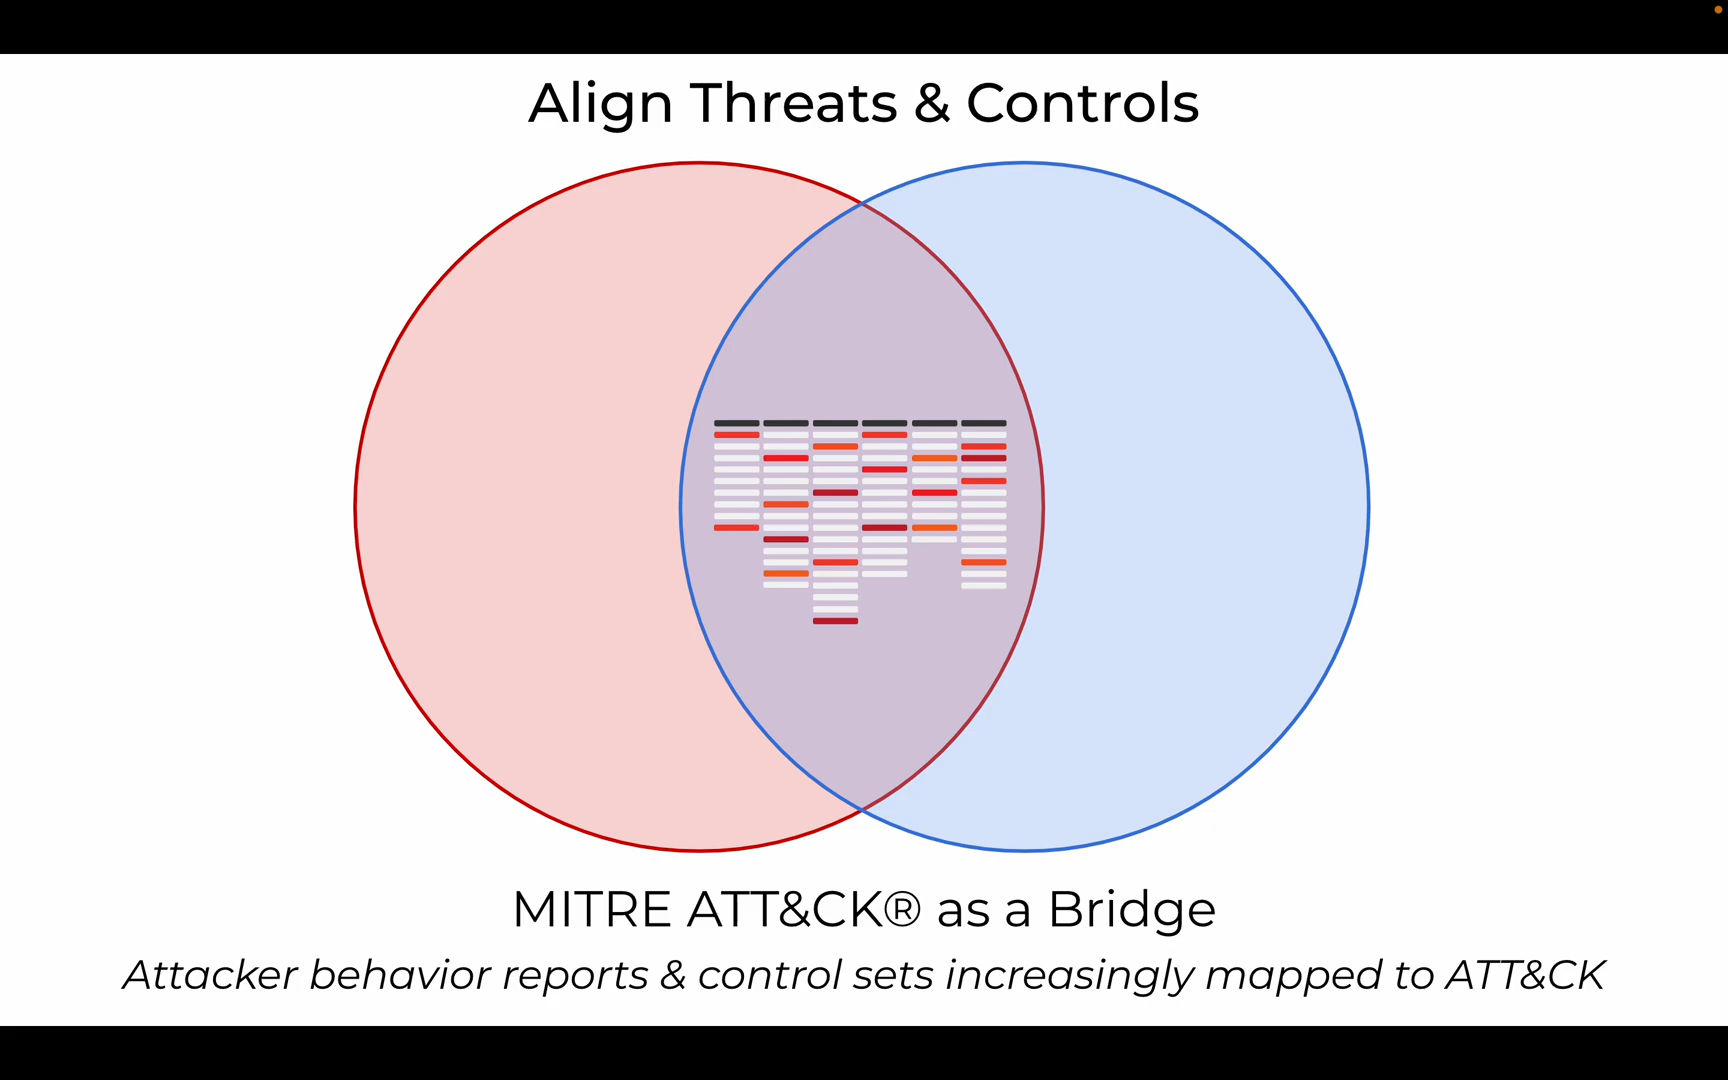 Align Threats & Controls
MITRE ATT&CK® as a Bridge
Attacker behavior reports & control sets increasingly mapped to ATT&CK